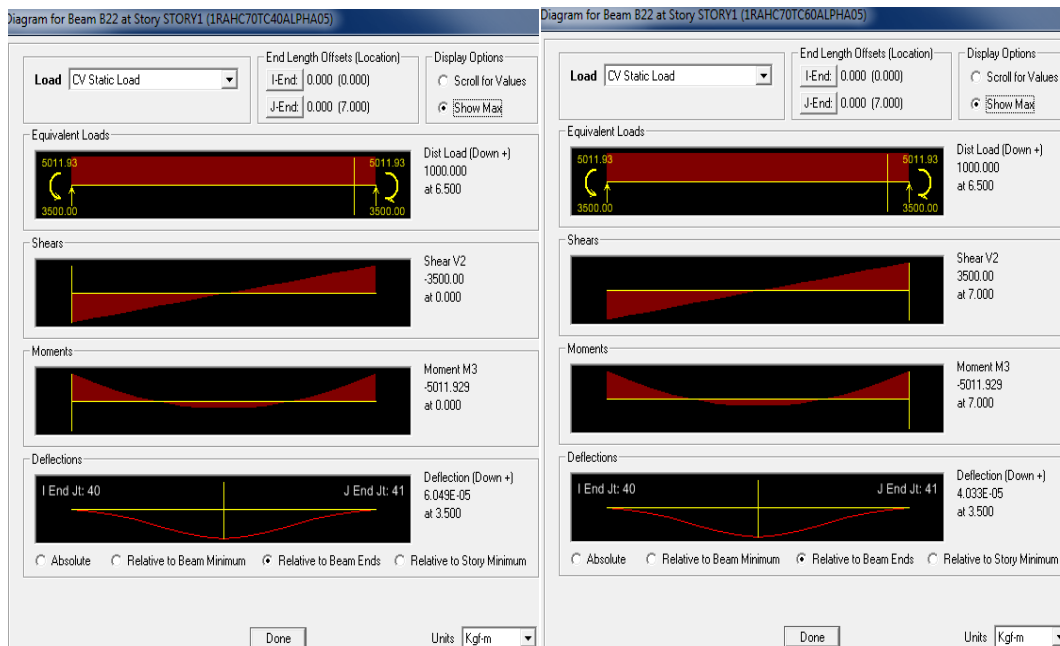 Diagram for Beam B22 at Story STORY1 (1RAHC70TC40ALPHA05)
Load CV Static Load
End Length Offsets (Location)
I-End: 0.000 (0.000)
J-End: 0.000 (7.000)
Display Options
Scroll for Values
Show Max
Equivalent Loads
5011.93 5011.93
3500.00 3500.00
Dist Load (Down +)
1000.000
at 6.500
Shears
Shear V2
-3500.00
at 0.000
Moments
Moment M3
-5011.929
at 0.000
Deflections
I End Jt: 40 J End Jt: 41
Deflection (Down +)
6.049E-05
at 3.500
Absolute Relative to Beam Minimum Relative to Beam Ends Relative to Story Minimum
Done Units Kgf-m
Diagram for Beam B22 at Story STORY1 (1RAHC70TC60ALPHA05)
Load CV Static Load
End Length Offsets (Location)
I-End: 0.000 (0.000)
J-End: 0.000 (7.000)
Display Options
Scroll for Values
Show Max
Equivalent Loads
5011.93 5011.93
3500.00 3500.00
Dist Load (Down +)
1000.000
at 6.500
Shears
Shear V2
3500.00
at 7.000
Moments
Moment M3
-5011.929
at 7.000
Deflections
I End Jt: 40 J End Jt: 41
Deflection (Down +)
4.033E-05
at 3.500
Absolute Relative to Beam Minimum Relative to Beam Ends Relative to Story Minimum
Done Units Kgf-m